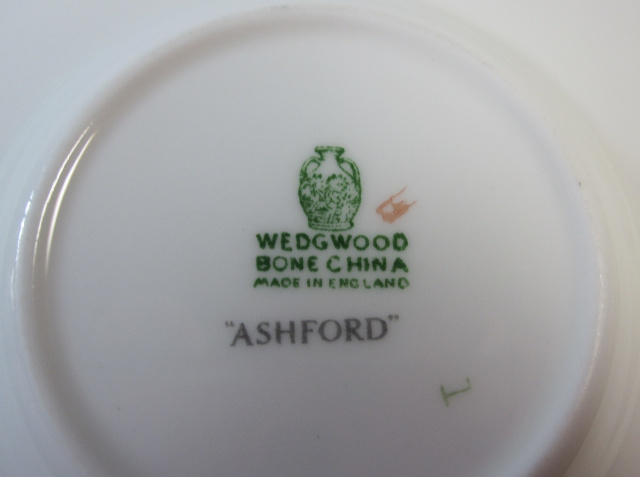 WEDGWOOD
BONE CHINA
MADE IN ENGLAND
"ASHFORD"
L